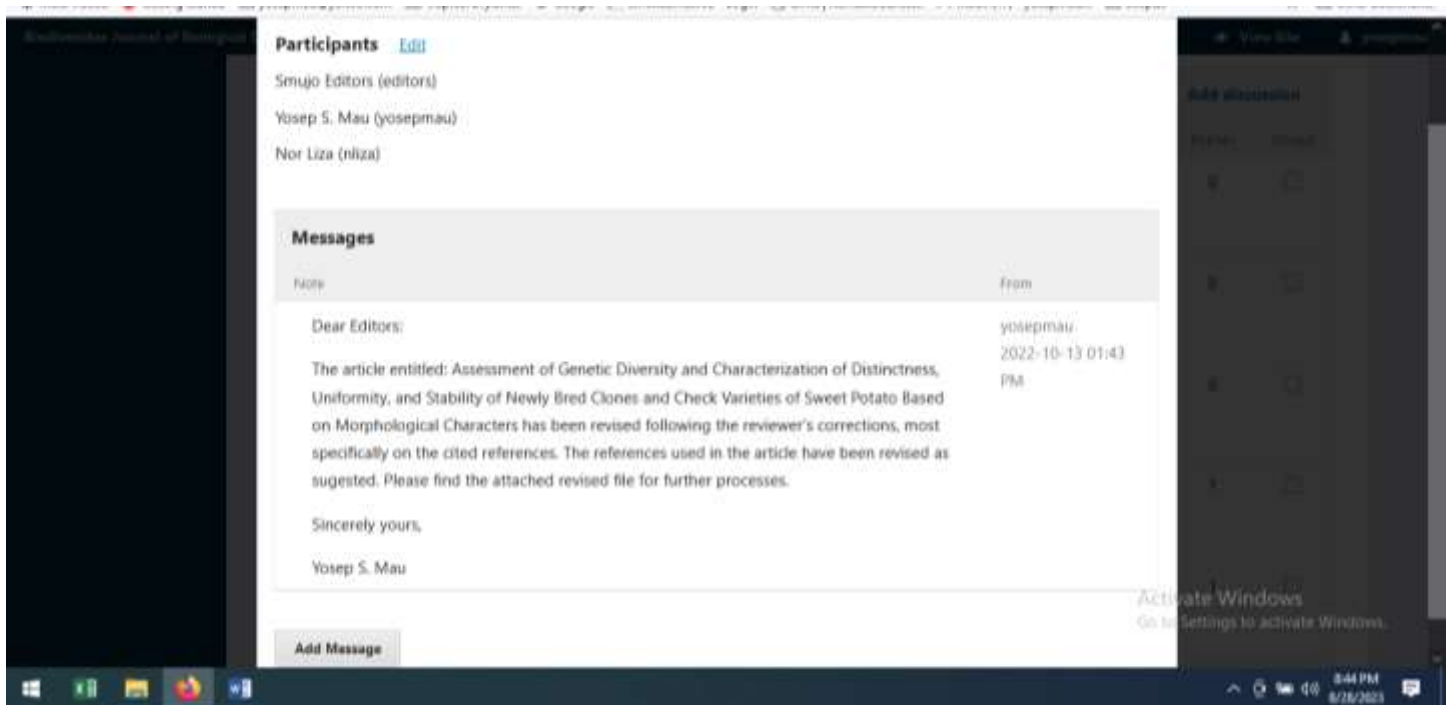 Participants Edit
Smujo Editors (editors)
Yosep S. Mau (yosepmau)
Nor Liza (nliza)
View Site
yosepmau
Add discussion
Messages
Note
From
Dear Editors:
yosepmau
2022-10-13 01:43
PM
The article entitled: Assessment of Genetic Diversity and Characterization of Distinctness,
Uniformity, and Stability of Newly Bred Clones and Check Varieties of Sweet Potato Based
on Morphological Characters has been revised following the reviewer's corrections, most
specifically on the cited references. The references used in the article have been revised as
sugested. Please find the attached revised file for further processes.
Sincerely yours,
Yosep S. Mau
Add Message
Activate Windows
Go to Settings to activate Windows.
8:44 PM
8/28/2023